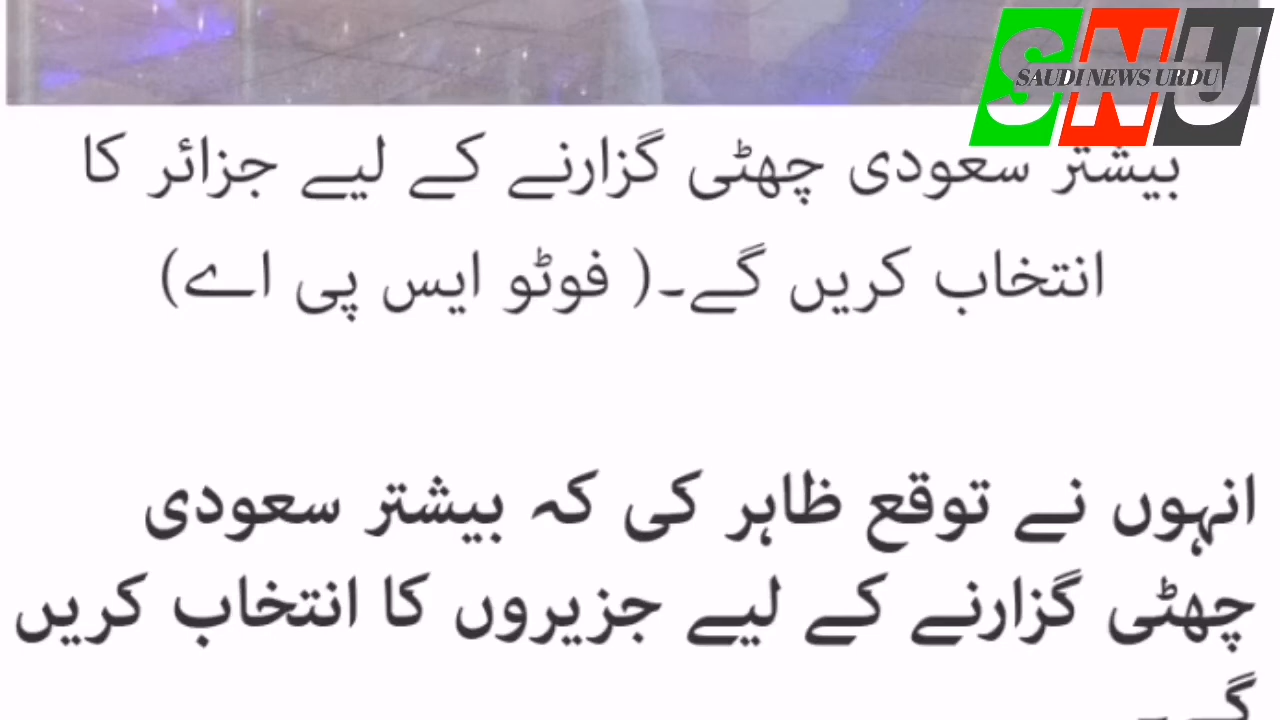 SNU
SAUDI NEWS URDU
بیشتر سعودی چھٹی گزارنے کے لیے جزائر کا
انتخاب کریں گے۔( فوٹو ایس پی اے)
انہوں نے توقع ظاہر کی کہ بیشتر سعودی
چھٹی گزارنے کے لیے جزیروں کا انتخاب کریں
گے۔